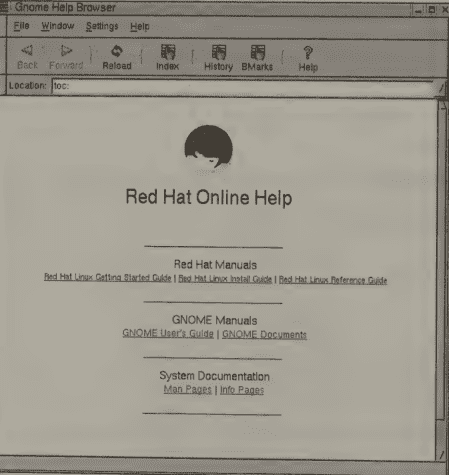 Gnome Help Browser
File Window Settings Help
Back Forward Reload Index History BMarks Help
Location: toc:
Red Hat Online Help
Red Hat Manuals
Red Hat Linux Getting Started Guide | Red Hat Linux Install Guide | Red Hat Linux Reference Guide
GNOME Manuals
GNOME User's Guide | GNOME Documents
System Documentation
Man Pages | Info Pages